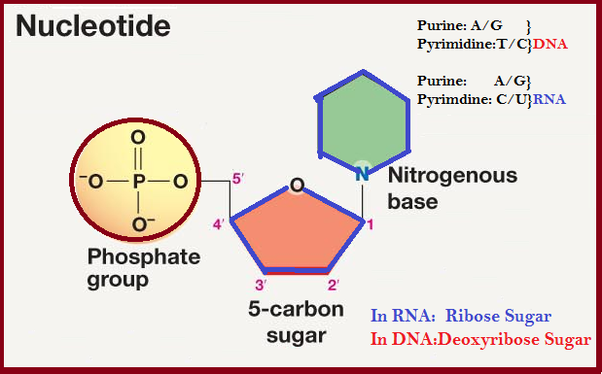 Nucleotide
Purine: A/G }
Pyrimidine:T/C}DNA
Purine: A/G}
Pyrimdine: C/U}RNA
O
⁻O—P—O
O⁻
5'
O
N
4'
1
3'
2'
Nitrogenous
base
Phosphate
group
5-carbon
sugar
In RNA: Ribose Sugar
In DNA:Deoxyribose Sugar